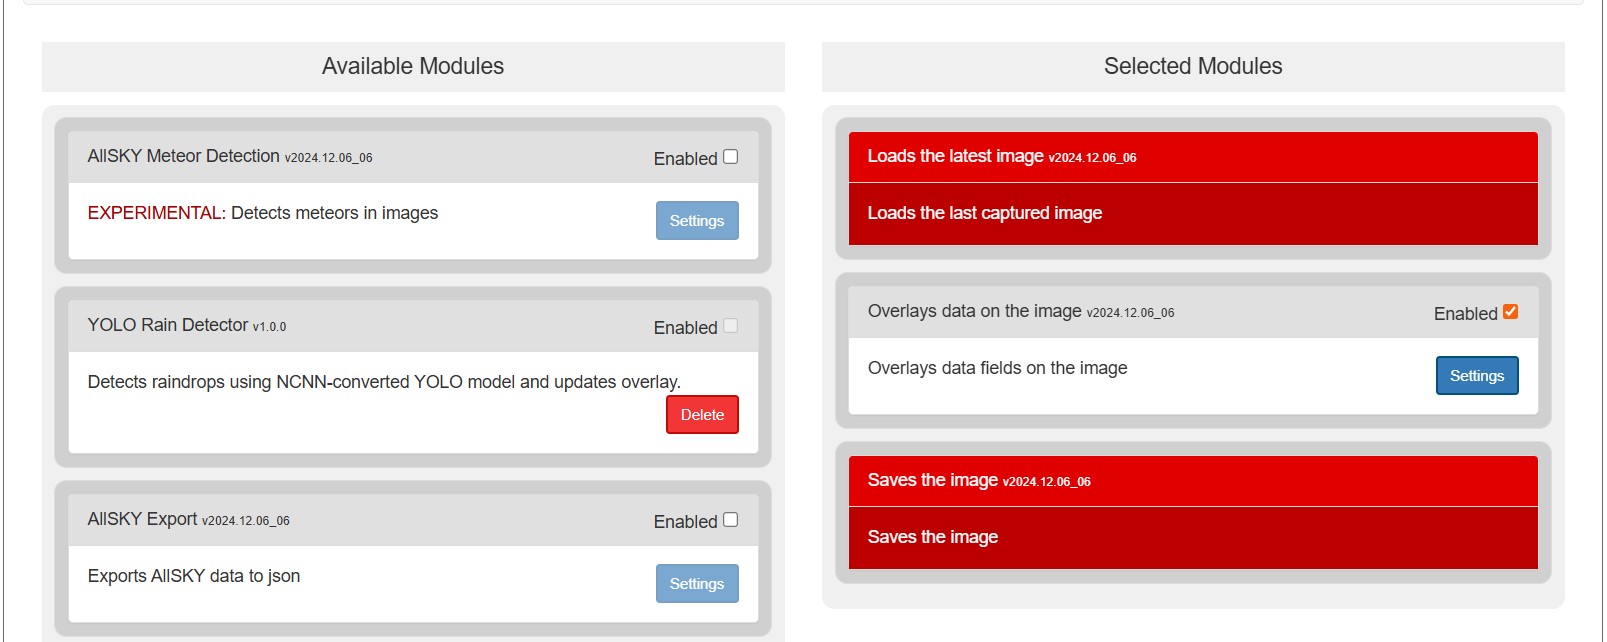 Available Modules
AllSKY Meteor Detection v2024.12.06_06
Enabled
EXPERIMENTAL: Detects meteors in images
Settings
YOLO Rain Detector v1.0.0
Enabled
Detects raindrops using NCNN-converted YOLO model and updates overlay.
Delete
AllSKY Export v2024.12.06_06
Enabled
Exports AllSKY data to json
Settings
Selected Modules
Loads the latest image v2024.12.06_06
Loads the last captured image
Overlays data on the image v2024.12.06_06
Enabled
Overlays data fields on the image
Settings
Saves the image v2024.12.06_06
Saves the image